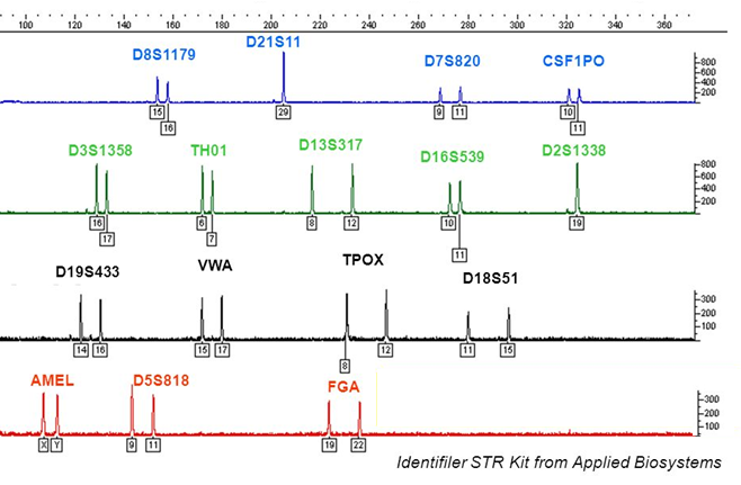 100 120 140 160 180 200 220 240 260 280 300 320 340 360
D8S1179 D21S11 D7S820 CSF1PO
800
600
400
200
15 16 29 9 11 10 11
D3S1358 TH01 D13S317 D16S539 D2S1338
800
600
400
200
16 17 6 7 8 12 10 11 19
D19S433 VWA TPOX D18S51
300
200
100
14 16 15 17 8 12 11 15
AMEL D5S818 FGA
300
200
100
X Y 9 11 19 22
Identifiler STR Kit from Applied Biosystems